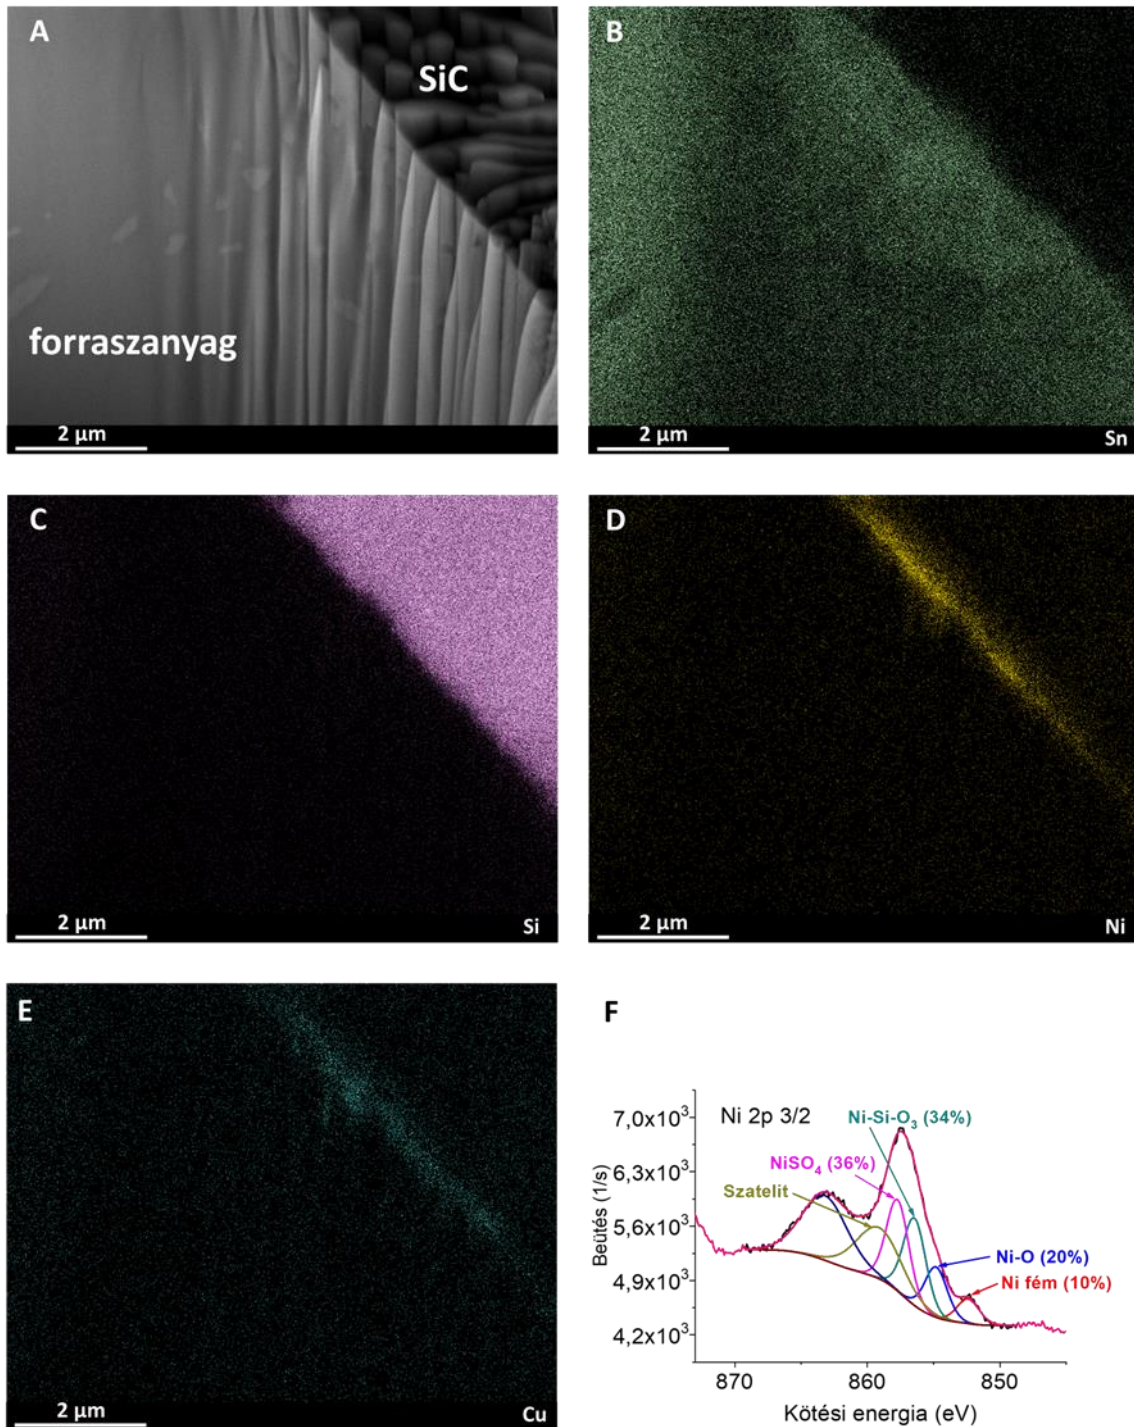 A
SiC
forraszanyag
2 µm
B
2 µm
Sn
C
2 µm
Si
D
2 µm
Ni
E
2 µm
Cu
F
Ni 2p 3/2
Ni-Si-O₃ (34%)
NiSO₄ (36%)
Szatelit
Ni-O (20%)
Ni fém (10%)
Beütés (1/s)
7,0x10³
6,3x10³
5,6x10³
4,9x10³
4,2x10³
870
860
850
Kötési energia (eV)